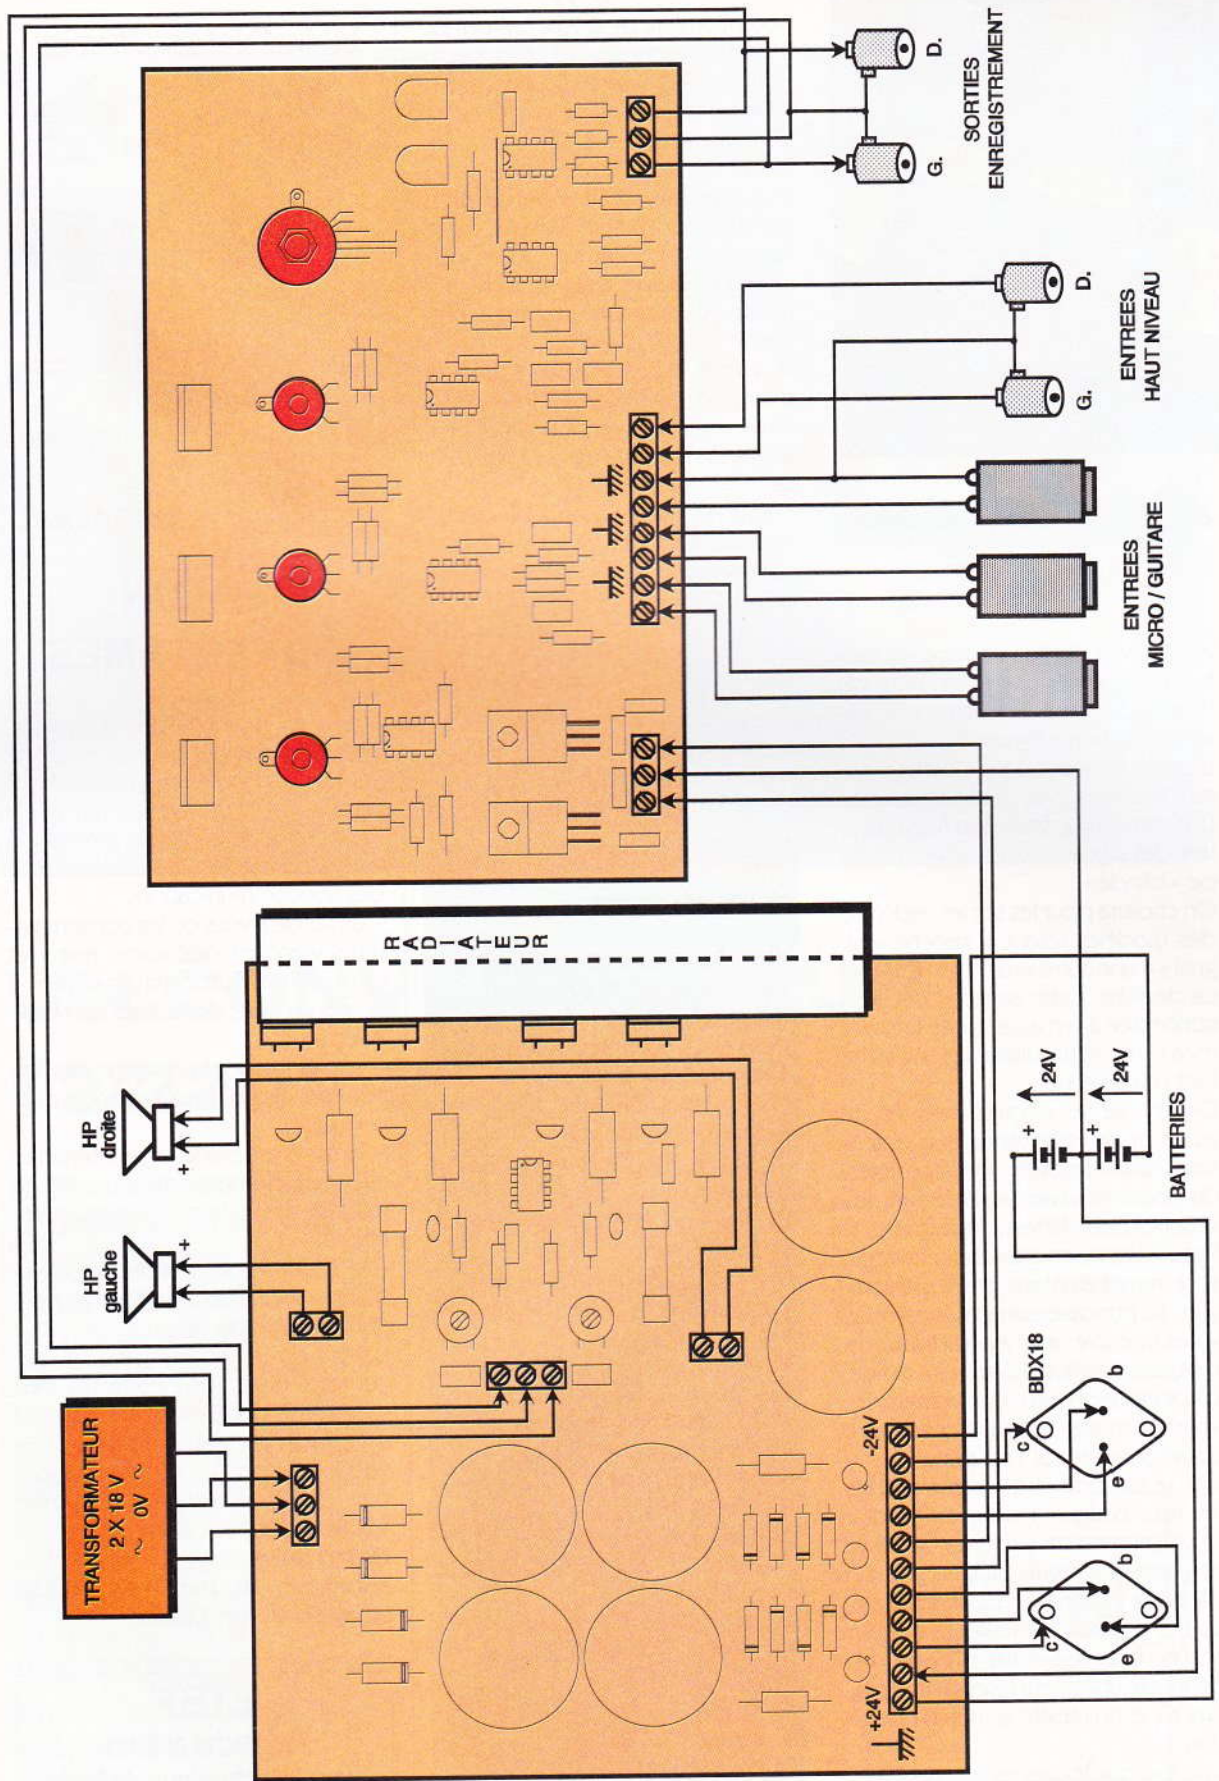 TRANSFORMATEUR
2 X 18 V
~ 0V ~
HP
gauche
+
HP
droite
+
RADIATEUR
SORTIES
ENREGISTREMENT
G.
D.
ENTREES
HAUT NIVEAU
G.
D.
ENTREES
MICRO / GUITARE
+24V
-24V
BDX18
c
b
e
c
b
e
+
24V
+
24V
BATTERIES